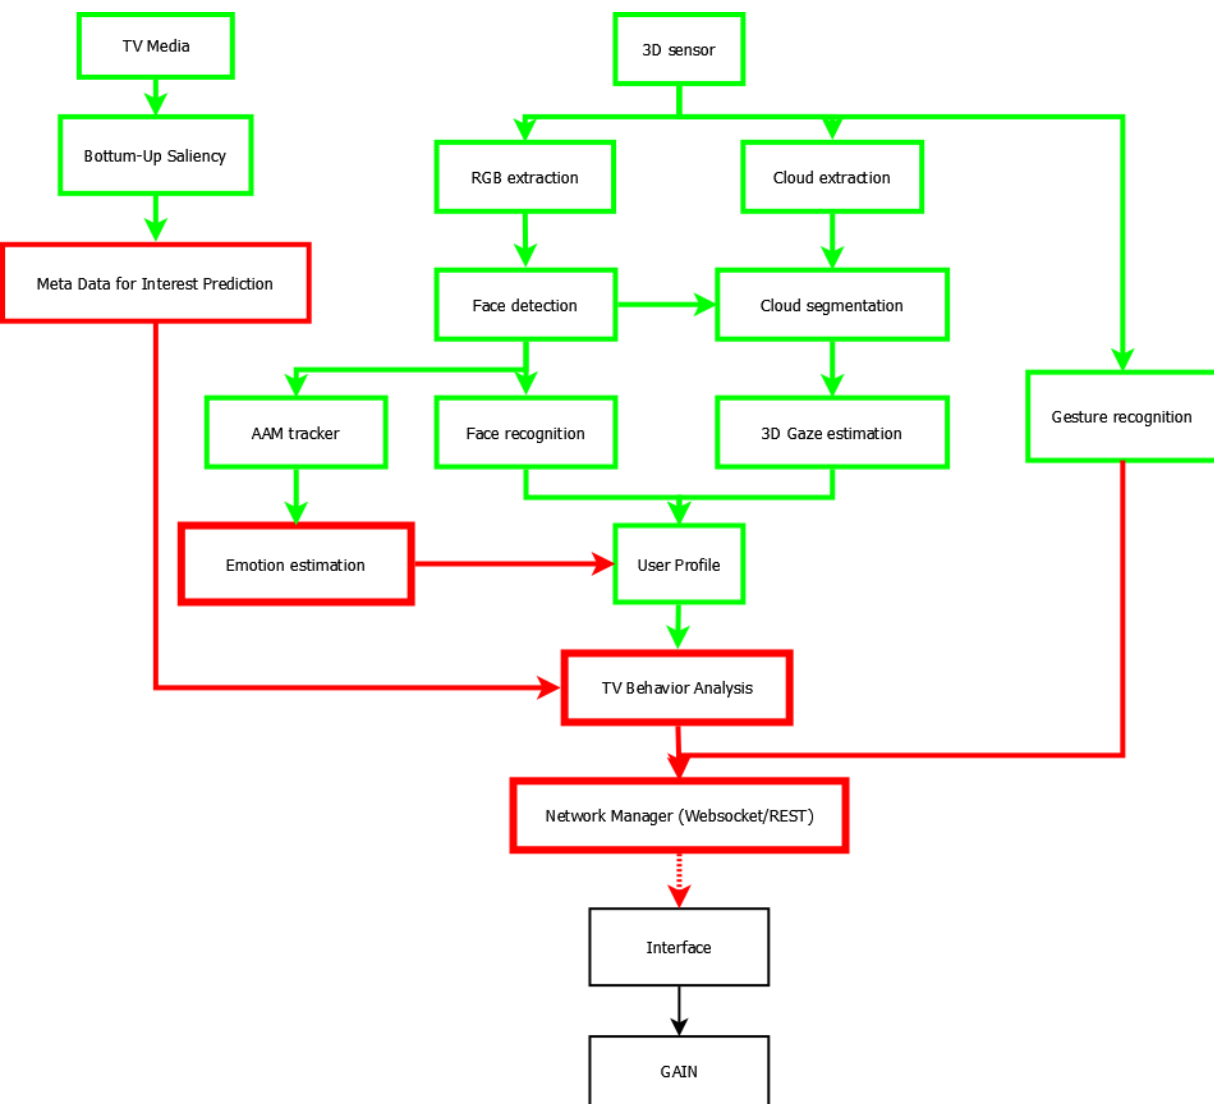 TV Media
3D sensor
Bottum-Up Saliency
RGB extraction
Cloud extraction
Meta Data for Interest Prediction
Face detection
Cloud segmentation
Gesture recognition
AAM tracker
Face recognition
3D Gaze estimation
Emotion estimation
User Profile
TV Behavior Analysis
Network Manager (Websocket/REST)
Interface
GAIN